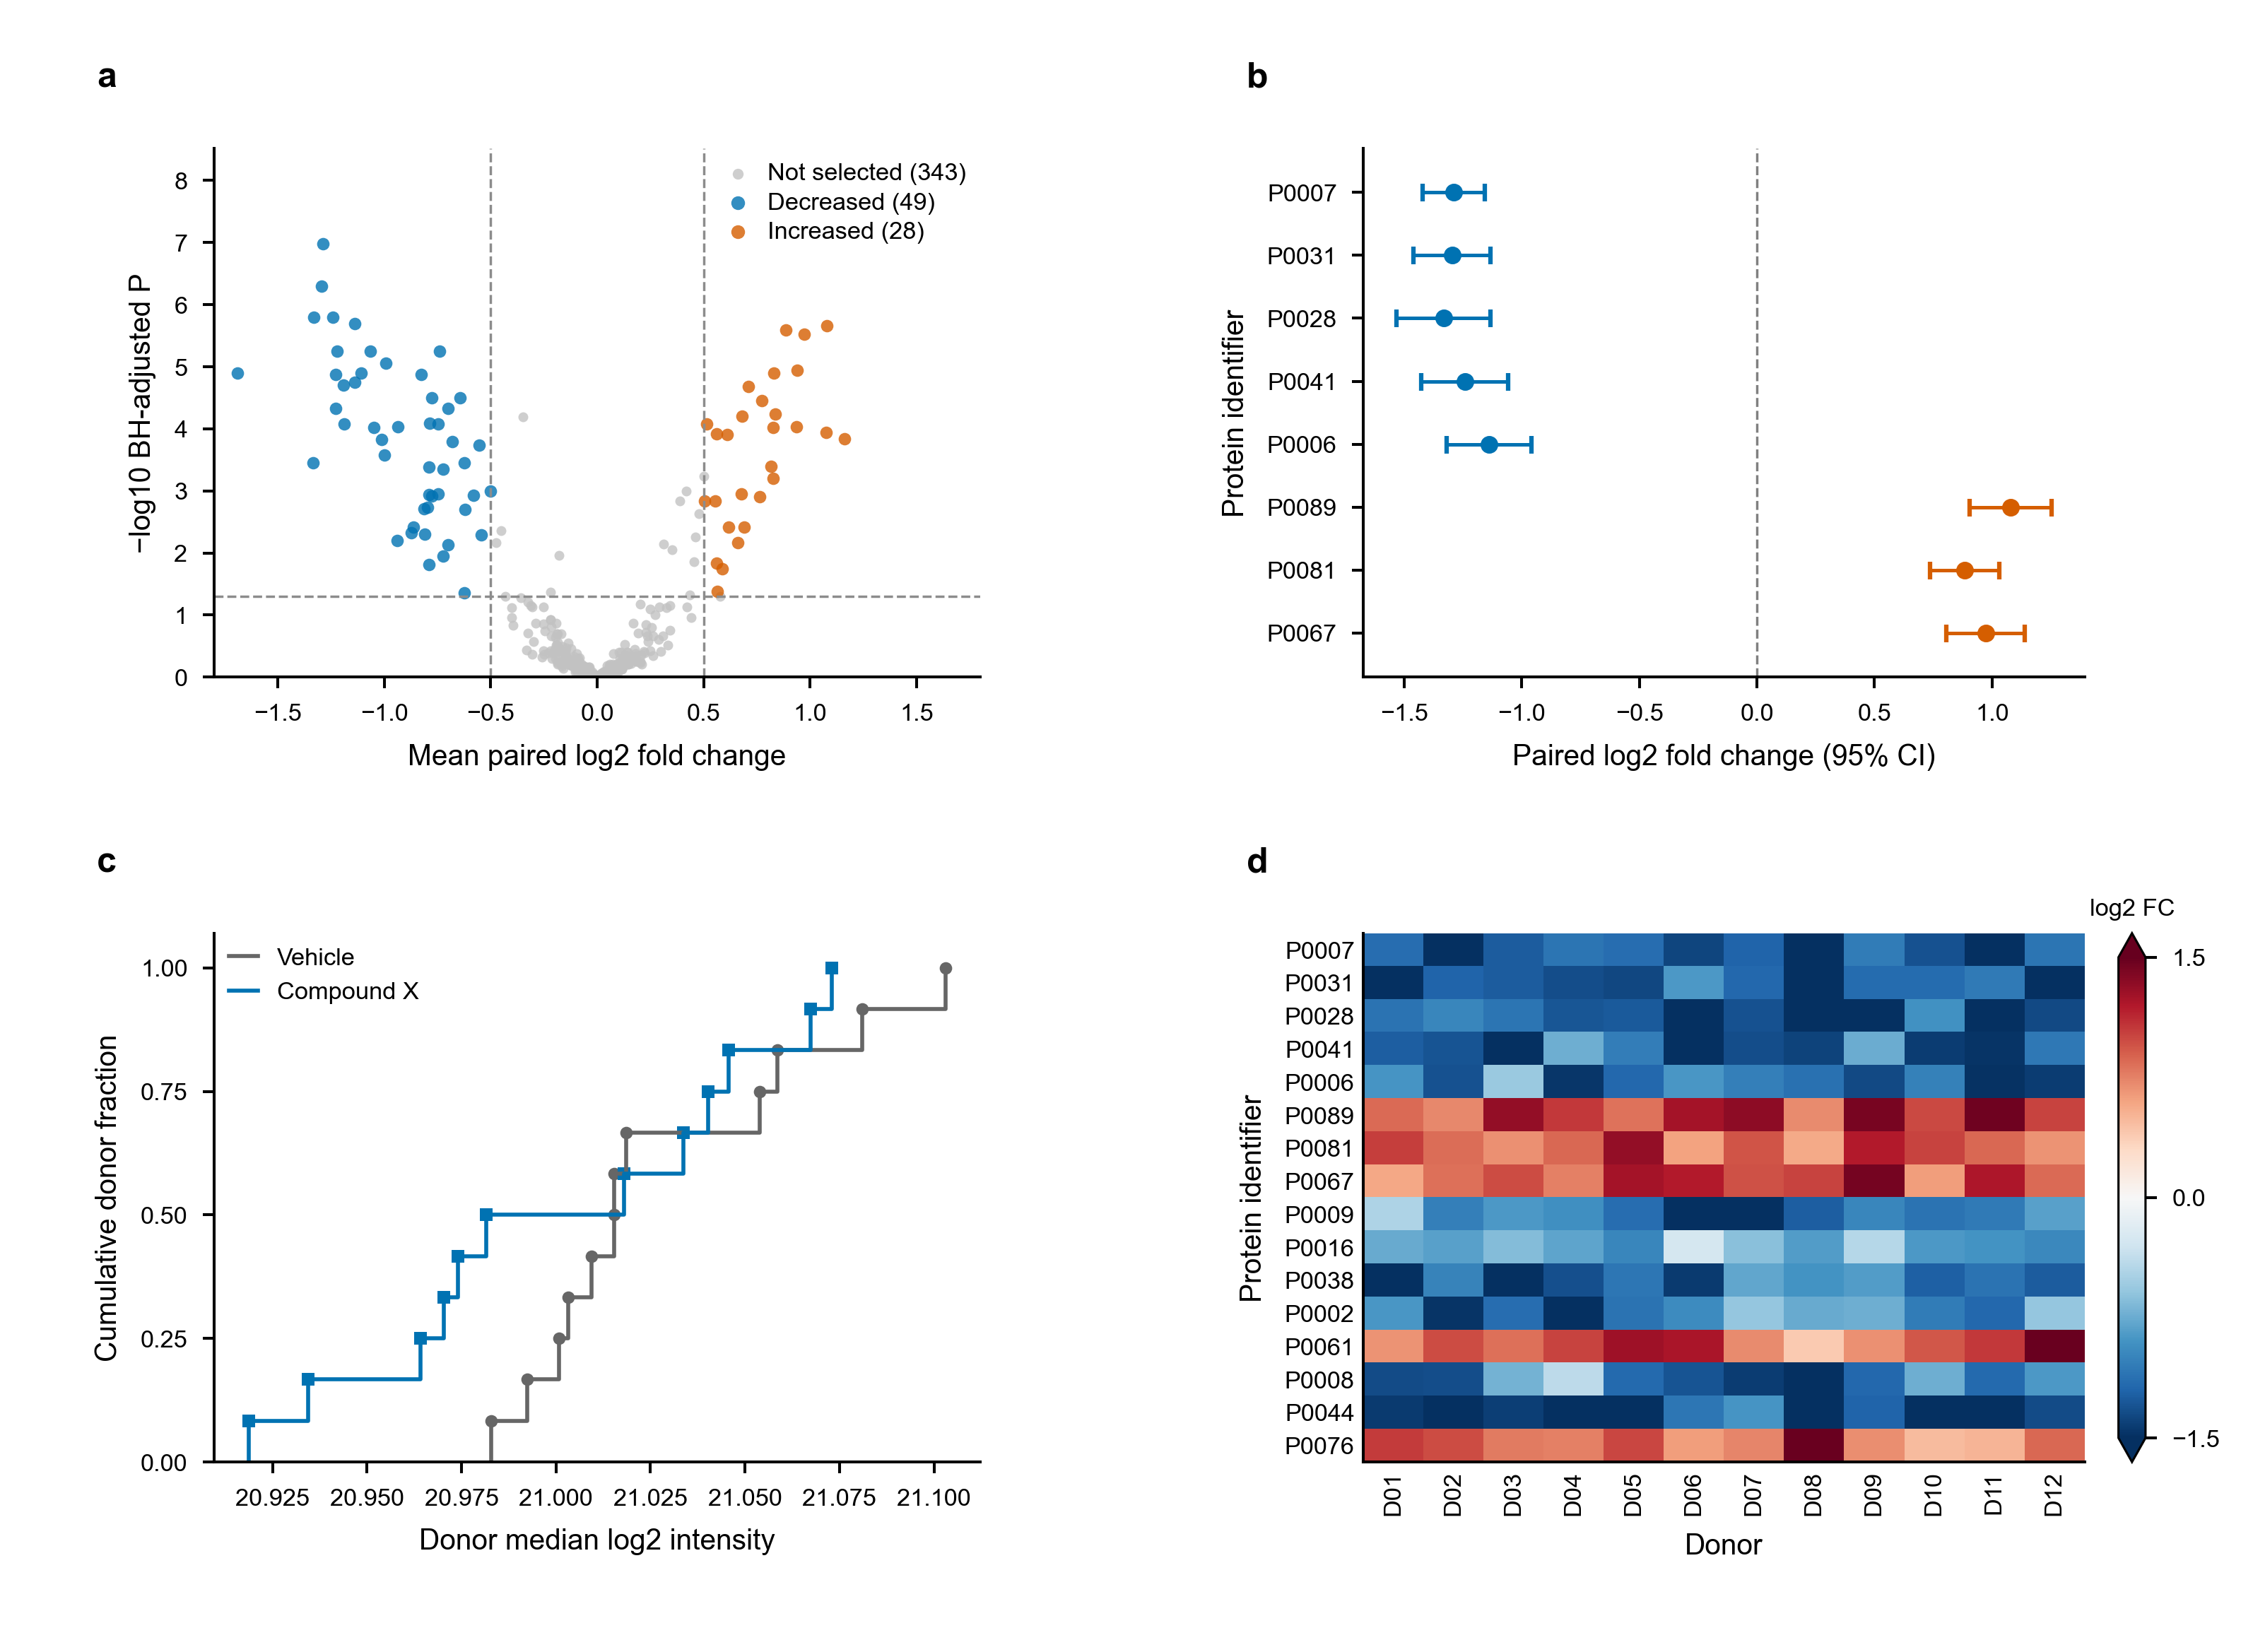 a
8
7
6
5
4
3
2
1
0
−log10 BH-adjusted P
Not selected (343)
Decreased (49)
Increased (28)
−1.5 −1.0 −0.5 0.0 0.5 1.0 1.5
Mean paired log2 fold change
b
Protein identifier
P0007
P0031
P0028
P0041
P0006
P0089
P0081
P0067
−1.5 −1.0 −0.5 0.0 0.5 1.0
Paired log2 fold change (95% CI)
c
Vehicle
Compound X
1.00
0.75
0.50
0.25
0.00
Cumulative donor fraction
20.925 20.950 20.975 21.000 21.025 21.050 21.075 21.100
Donor median log2 intensity
d
Protein identifier
P0007
P0031
P0028
P0041
P0006
P0089
P0081
P0067
P0009
P0016
P0038
P0002
P0061
P0008
P0044
P0076
D01 D02 D03 D04 D05 D06 D07 D08 D09 D10 D11 D12
Donor
log2 FC
1.5
0.0
−1.5